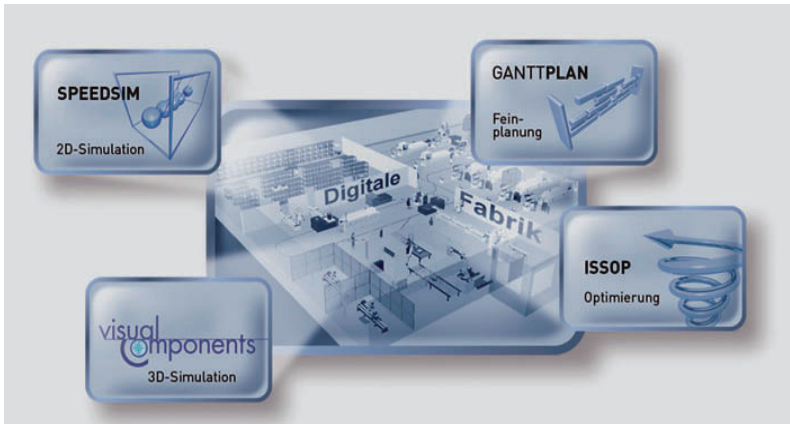 SPEEDSIM
2D-Simulation
GANTTPLAN
Fein-
planung
Digitale
Fabrik
ISSOP
Optimierung
visual
components
3D-Simulation